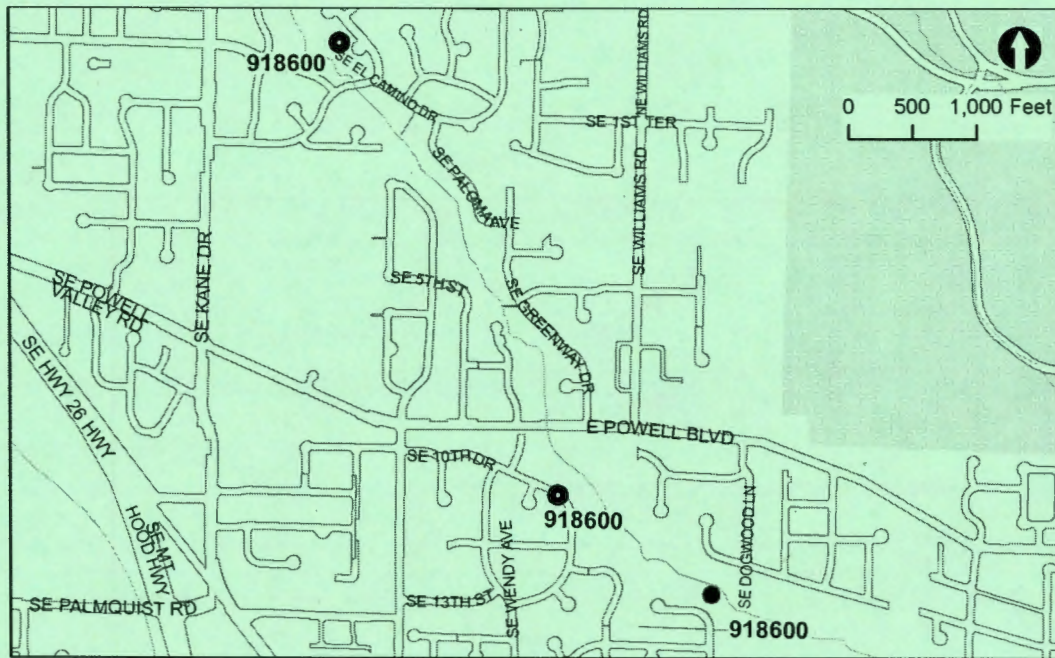 918600
SE EL CAMINO DR
0 500 1,000 Feet
SE 1ST TER
NE WILLIAMS RD
SE PALOMA AVE
SE WILLIAMS RD
SE KANE DR
SE 5TH ST
SE POWELL
VALLEY RD
SE GREENWAY DR
SE HWY 26 HWY
E POWELL BLVD
SE 10TH DR
918600
SE MT
HOOD HWY
SE WENDY AVE
SE DOGWOOD LN
SE PALMQUIST RD
SE 13TH ST
918600